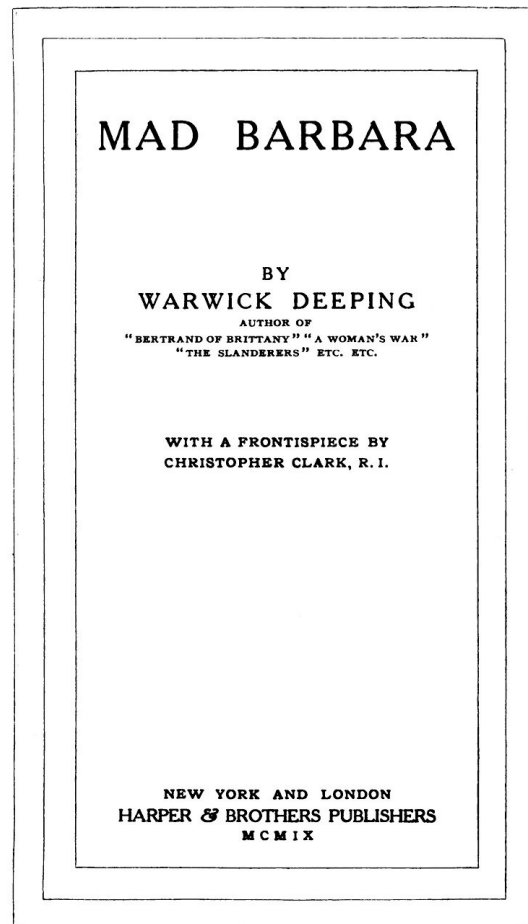 MAD BARBARA
BY
WARWICK DEEPING
AUTHOR OF
"BERTRAND OF BRITTANY" "A WOMAN'S WAR"
"THE SLANDERERS" ETC. ETC.
WITH A FRONTISPIECE BY
CHRISTOPHER CLARK, R. I.
NEW YORK AND LONDON
HARPER & BROTHERS PUBLISHERS
MCMIX